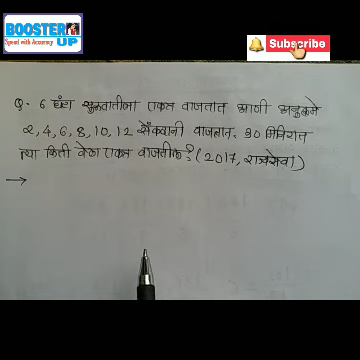 BOOSTER
UP
Speed with Accuracy
Subscribe
Q. 6 घंटा सुरुवातीला एकत्र वाजतात आणी अनुक्रमे
2, 4, 6, 8, 10, 12 सेकंदानी वाजतात. 30 मिनिटात
त्या किती वेळा एकत्र वाजतील? (2017, राज्यसेवा)